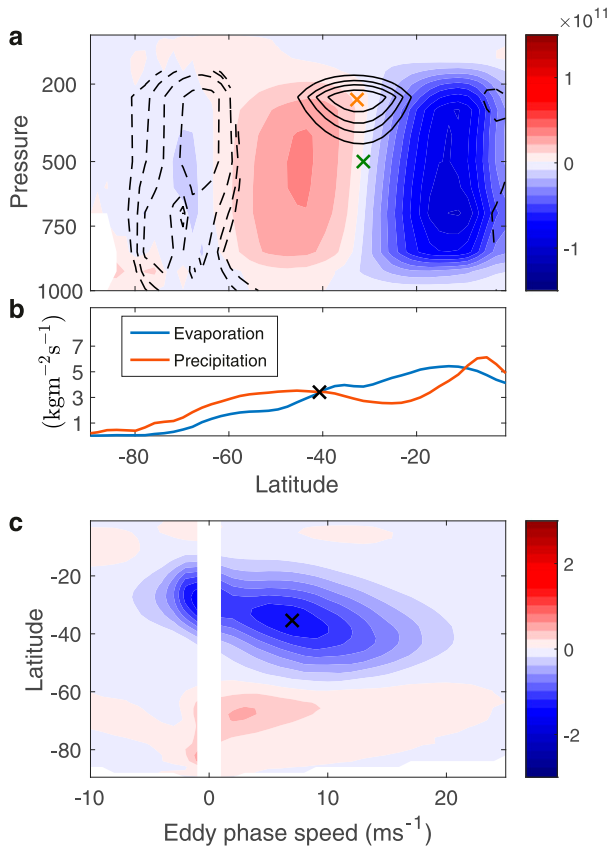 a
×10¹¹
Pressure
200
500
750
1000
1
0
-1
b
(kgm⁻²s⁻¹)
7
5
3
1
Evaporation
Precipitation
-80
-60
-40
-20
Latitude
c
Latitude
-20
-40
-60
-80
-10
0
10
20
Eddy phase speed (ms⁻¹)
2
0
-2